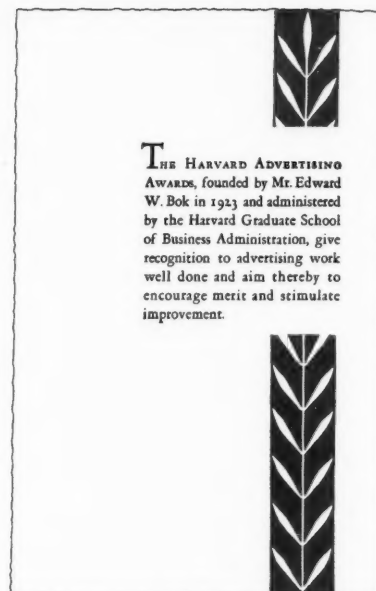 THE HARVARD ADVERTISING
AWARDS, founded by Mr. Edward
W. Bok in 1923 and administered
by the Harvard Graduate School
of Business Administration, give
recognition to advertising work
well done and aim thereby to
encourage merit and stimulate
improvement.